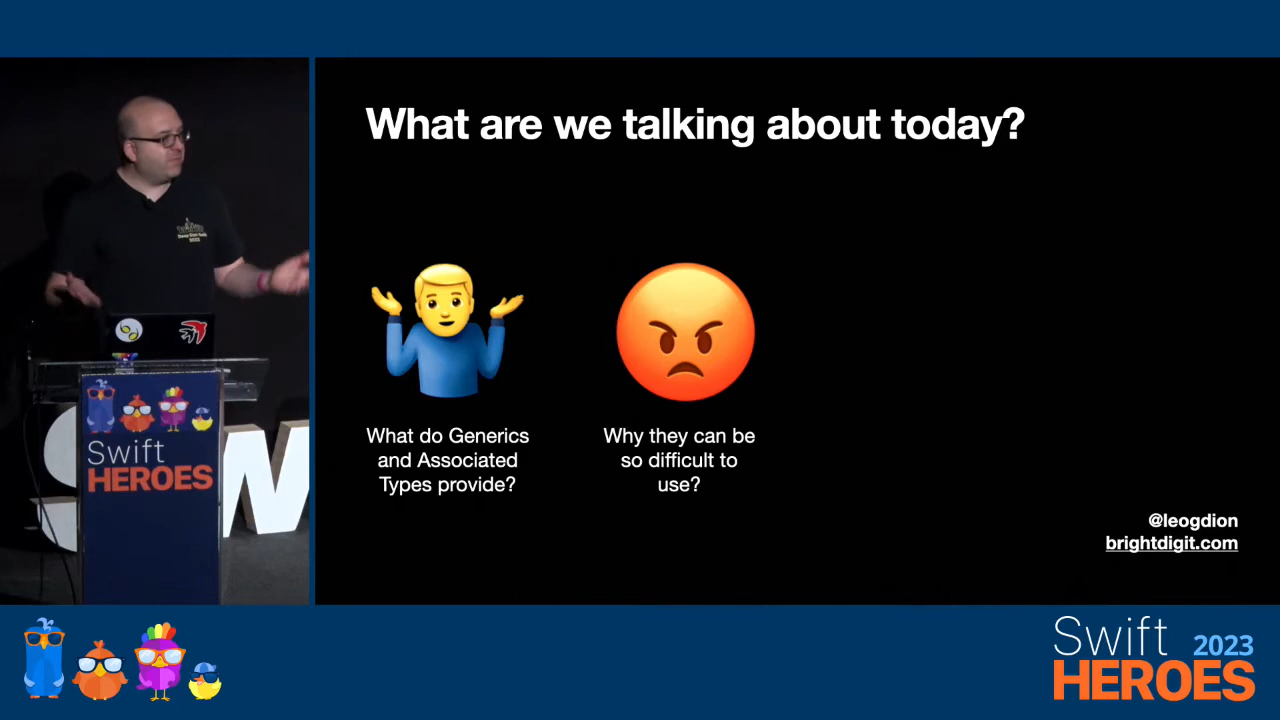 What are we talking about today?
What do Generics
and Associated
Types provide?
Why they can be
so difficult to
use?
@leogdion
brightdigit.com
Swift
HEROES
Swift
2023
HEROES